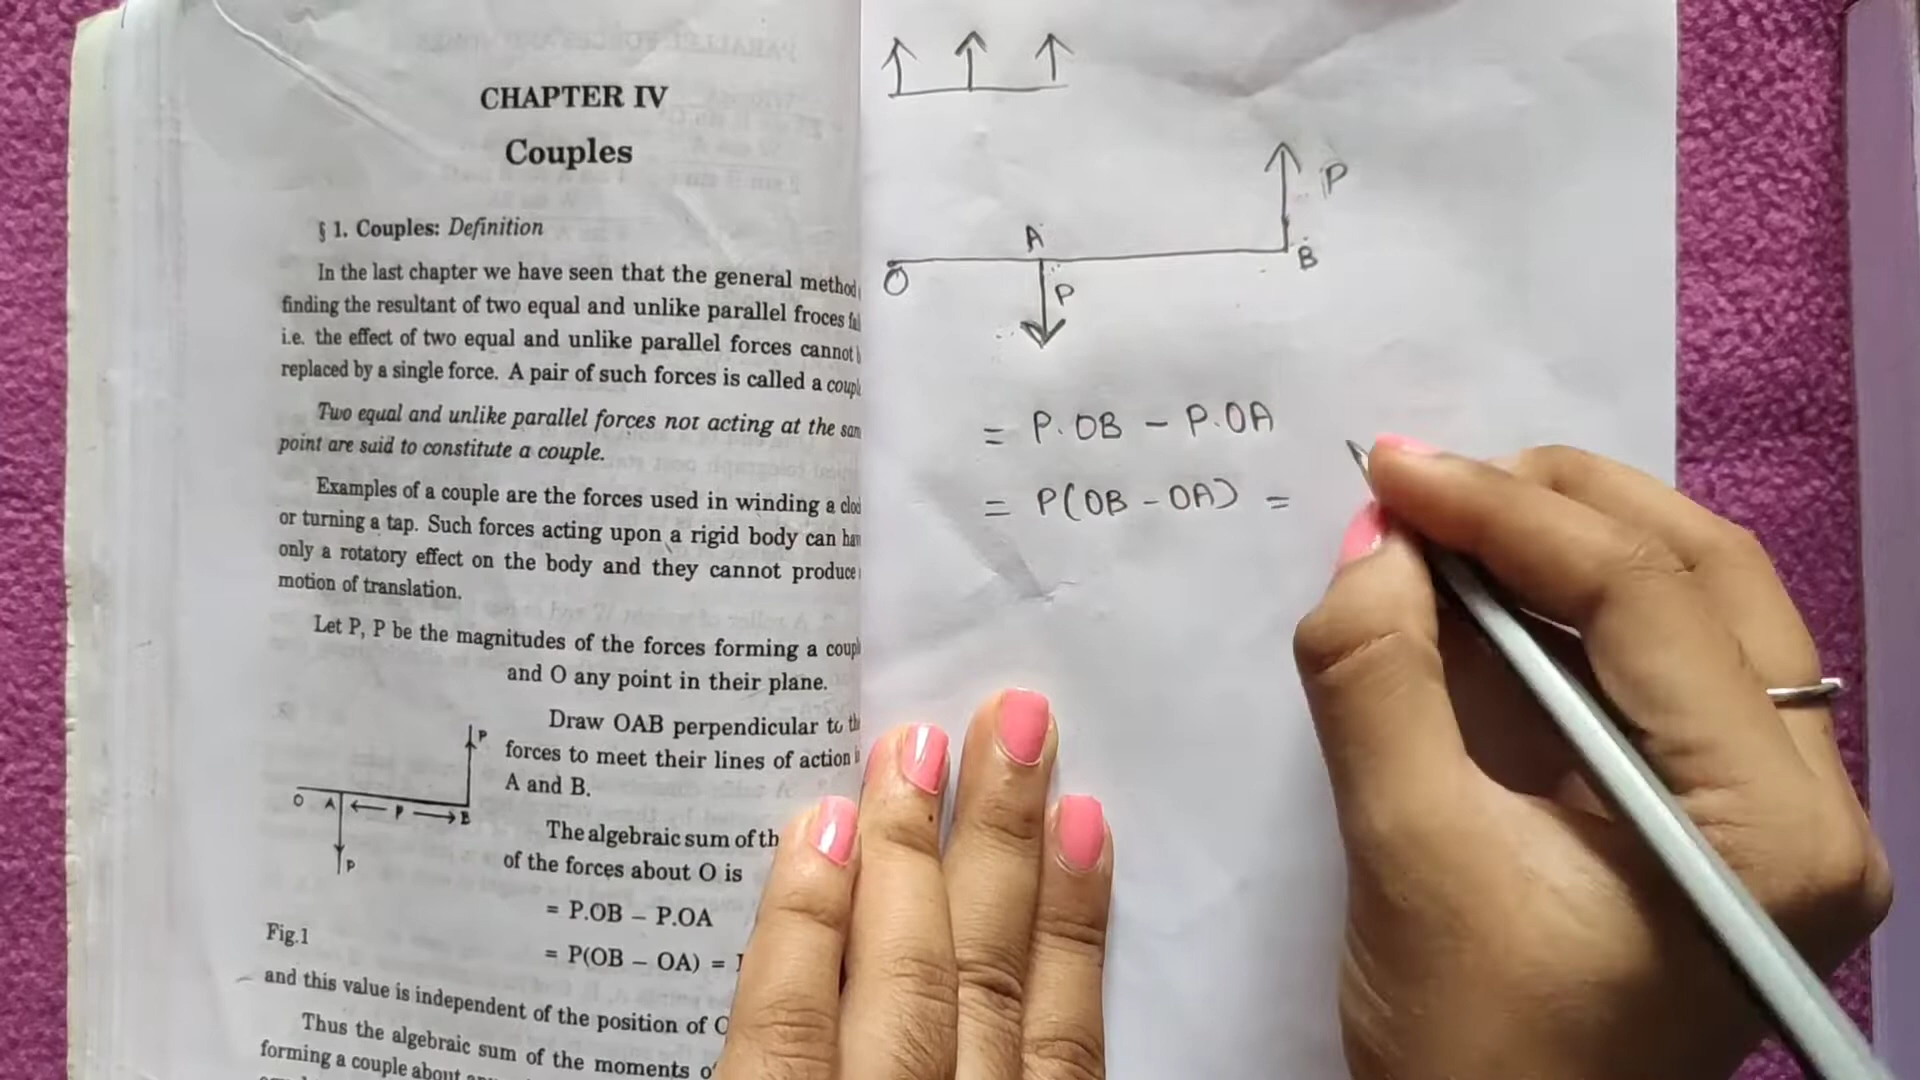 CHAPTER IV
Couples
§ 1. Couples: Definition
In the last chapter we have seen that the general method
finding the resultant of two equal and unlike parallel froces
i.e. the effect of two equal and unlike parallel forces cannot
replaced by a single force. A pair of such forces is called a
Two equal and unlike parallel forces not acting at the
point are said to constitute a couple.
Examples of a couple are the forces used in winding a
or turning a tap. Such forces acting upon a rigid body can
only a rotatory effect on the body and they cannot produce
motion of translation.
Let P, P be the magnitudes of the forces forming a
and O any point in their plane.
Draw OAB perpendicular to
forces to meet their lines of action
A and B.
The algebraic sum of
of the forces about O is
= P.OB – P.OA
= P(OB – OA) =
P
O A P B
P
Fig.1
and this value is independent of the position of
Thus the algebraic sum of the moments
forming a couple about
P
A
O B
P
= P.OB – P.OA
= P(OB – OA) =